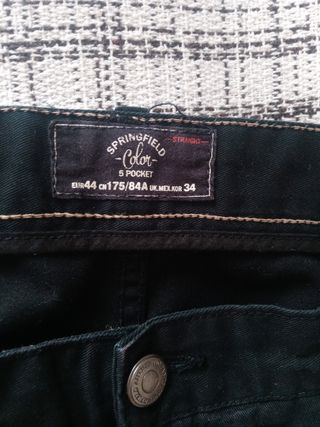 SPRINGFIELD
STRAIGHT
Color
5 POCKET
EUR 44 CN 175/84A UK.MEX.KOR 34